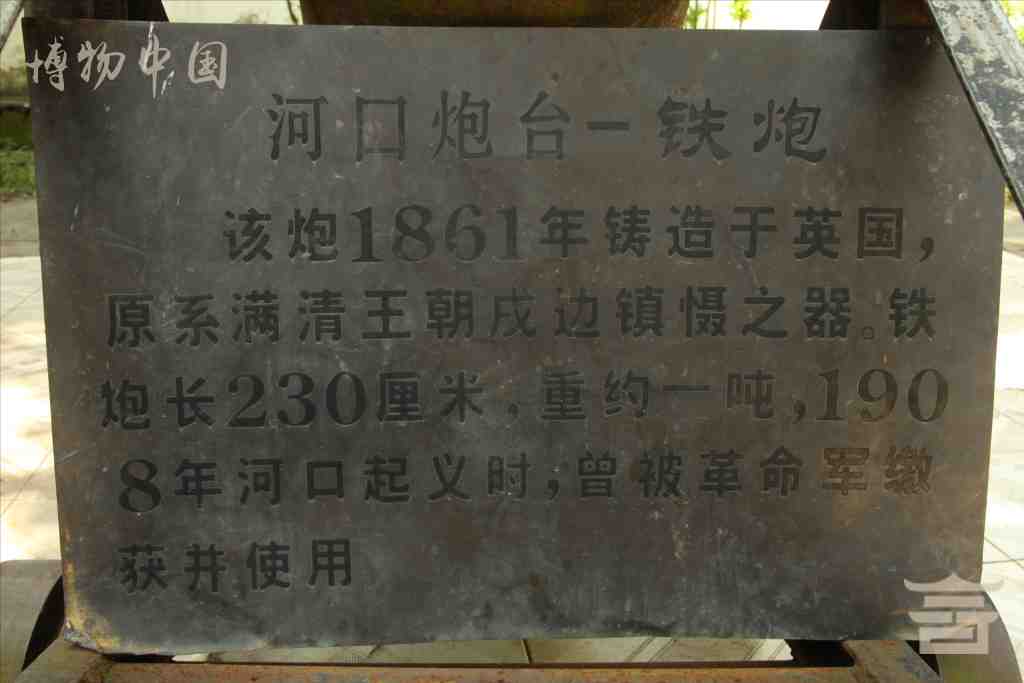 博物中国
河口炮台－铁炮
该炮1861年铸造于英国，
原系满清王朝戍边镇慑之器。铁
炮长230厘米，重约一吨，190
8年河口起义时，曾被革命军缴
获并使用